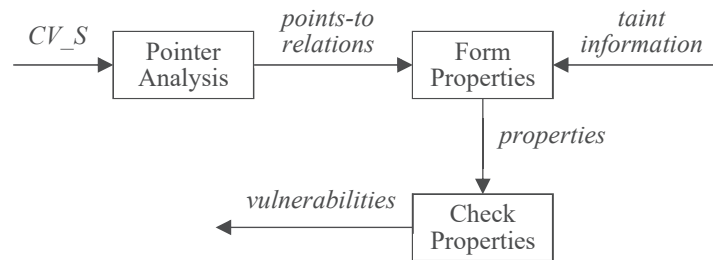 CV_S
Pointer
Analysis
points-to
relations
Form
Properties
taint
information
properties
vulnerabilities
Check
Properties